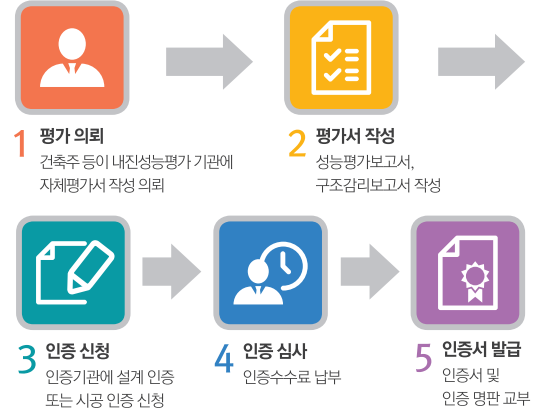 1 평가 의뢰
건축주 등이 내진성능평가 기관에
자체평가서 작성 의뢰
2 평가서 작성
성능평가보고서,
구조감리보고서 작성
3 인증 신청
인증기관에 설계 인증
또는 시공 인증 신청
4 인증 심사
인증수수료 납부
5 인증서 발급
인증서 및
인증 명판 교부